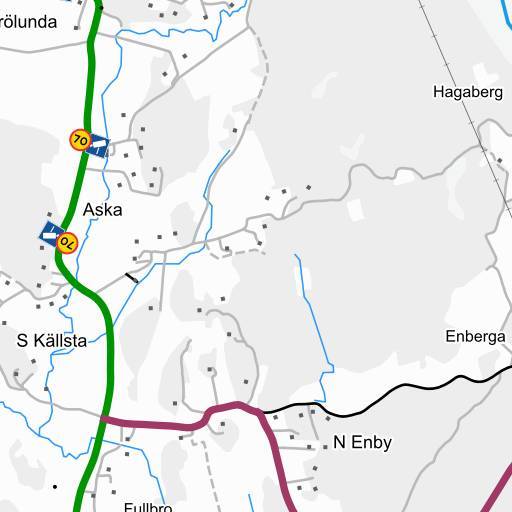 rölunda
Hagaberg
70
Aska
70
S Källsta
Enberga
N Enby
Fullbro